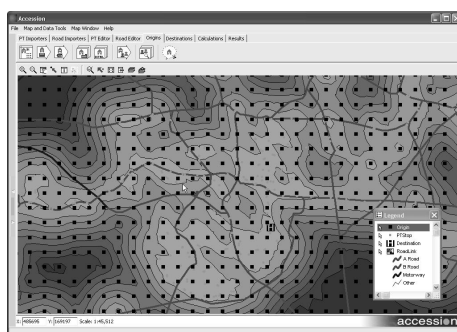 Accession
File Map and Data Tools Map Window Help
PT Importers Road Importers PT Editor Road Editor Origins Destinations Calculations Results
Legend
Origin
PTStop
Destination
RoadLink
A Road
B Road
Motorway
Other
X: 485695 Y: 169197 Scale: 1:45,512
accession